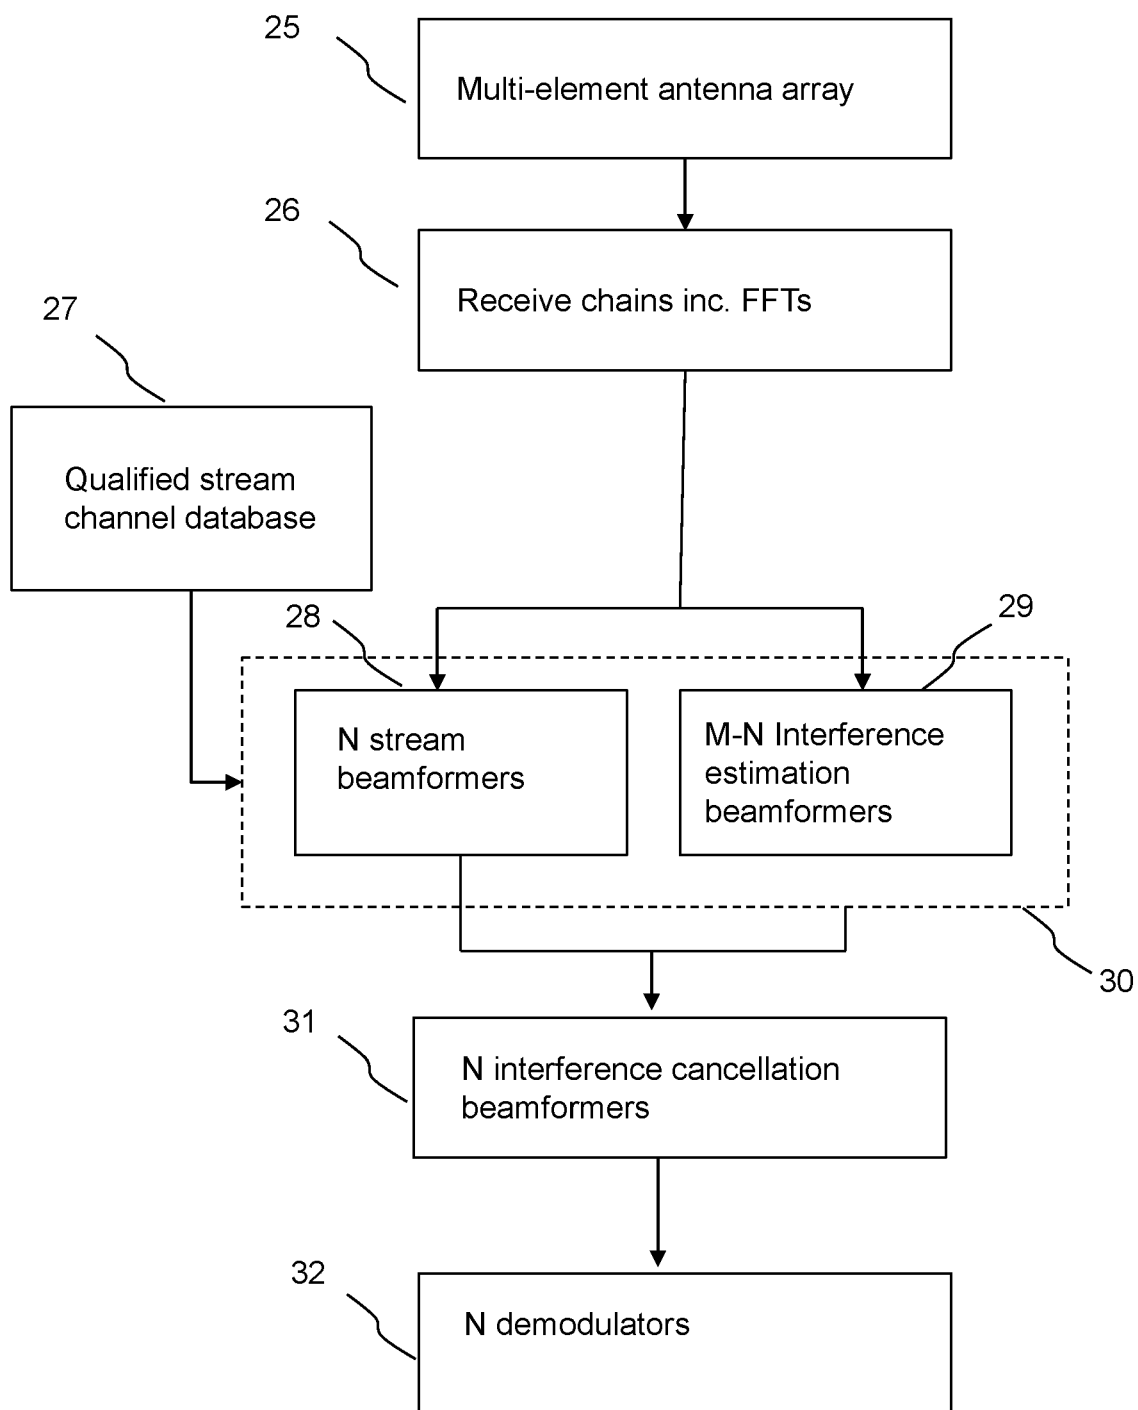 25
Multi-element antenna array
26
Receive chains inc. FFTs
27
Qualified stream
channel database
28
29
N stream
beamformers
M-N Interference
estimation
beamformers
30
31
N interference cancellation
beamformers
32
N demodulators